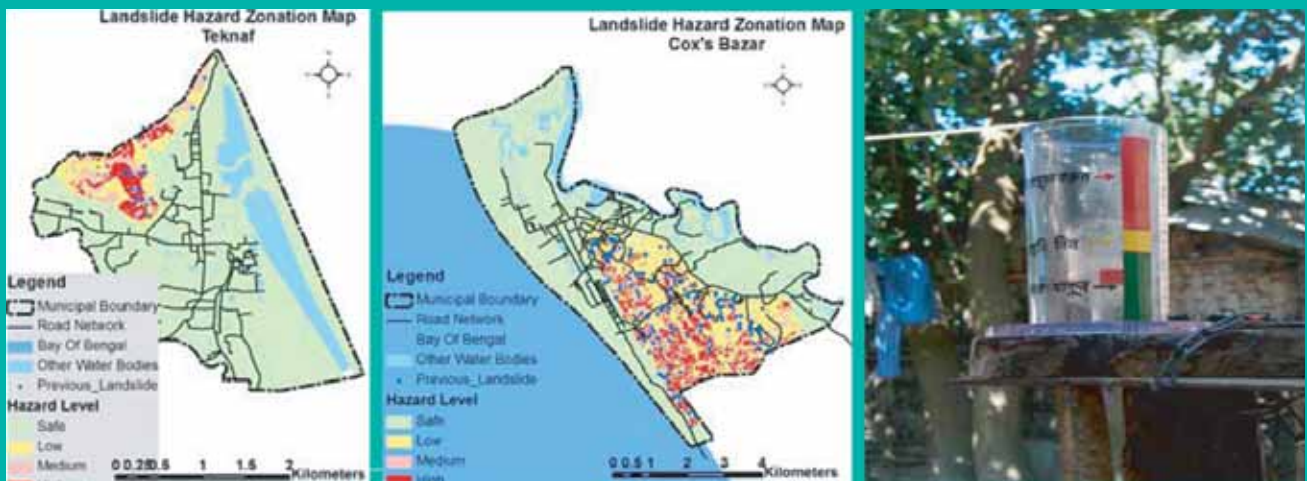 Landslide Hazard Zonation Map
Teknaf
Legend
Municipal Boundary
Road Network
Bay Of Bengal
Other Water Bodies
Previous_Landslide
Hazard Level
Safe
Low
Medium
0 0.25 0.5 1 2
Kilometers
Landslide Hazard Zonation Map
Cox's Bazar
Legend
Municipal Boundary
Road Network
Bay Of Bengal
Other Water Bodies
Previous_Landslide
Hazard Level
Safe
Low
Medium
High
0 0.5 1 2 3 4
Kilometers